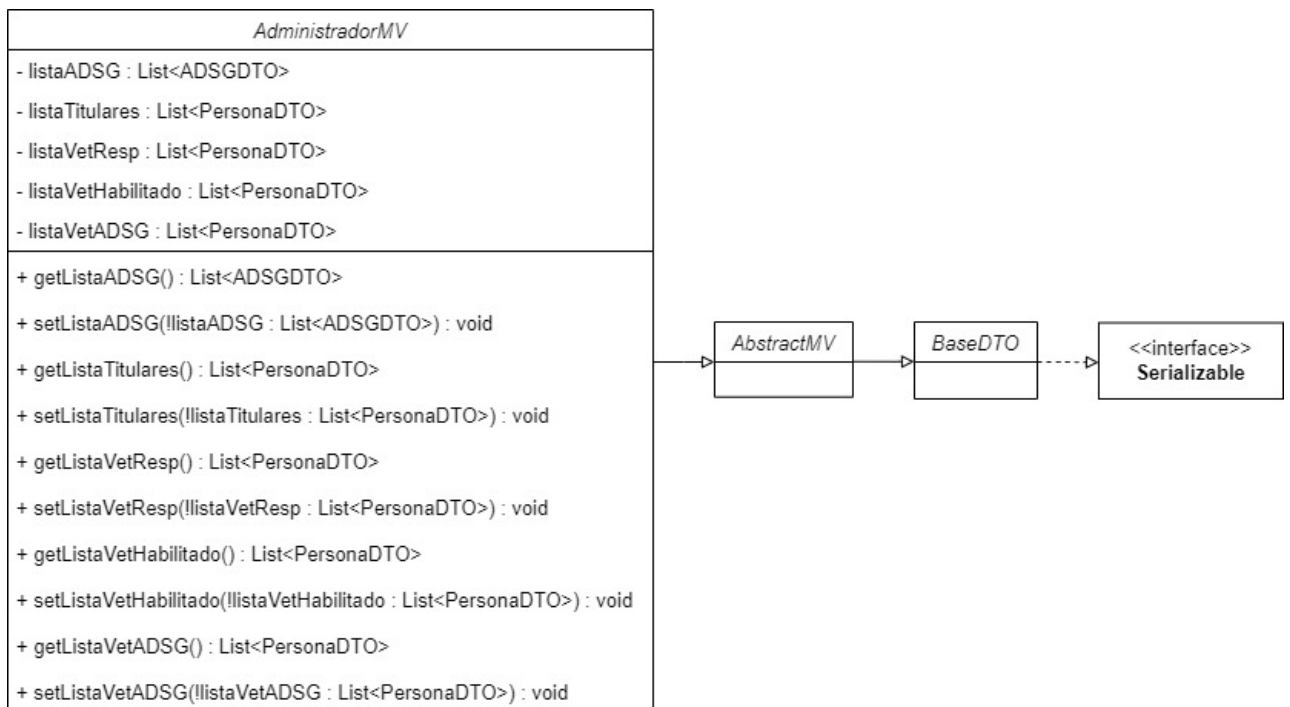 AdministradorMV
- listaADSG : List<ADSGDTO>
- listaTitulares : List<PersonaDTO>
- listaVetResp : List<PersonaDTO>
- listaVetHabilitado : List<PersonaDTO>
- listaVetADSG : List<PersonaDTO>
+ getListaADSG() : List<ADSGDTO>
+ setListaADSG(!listaADSG : List<ADSGDTO>) : void
+ getListaTitulares() : List<PersonaDTO>
+ setListaTitulares(!listaTitulares : List<PersonaDTO>) : void
+ getListaVetResp() : List<PersonaDTO>
+ setListaVetResp(!listaVetResp : List<PersonaDTO>) : void
+ getListaVetHabilitado() : List<PersonaDTO>
+ setListaVetHabilitado(!listaVetHabilitado : List<PersonaDTO>) : void
+ getListaVetADSG() : List<PersonaDTO>
+ setListaVetADSG(!listaVetADSG : List<PersonaDTO>) : void
AbstractMV
BaseDTO
<<interface>>
Serializable